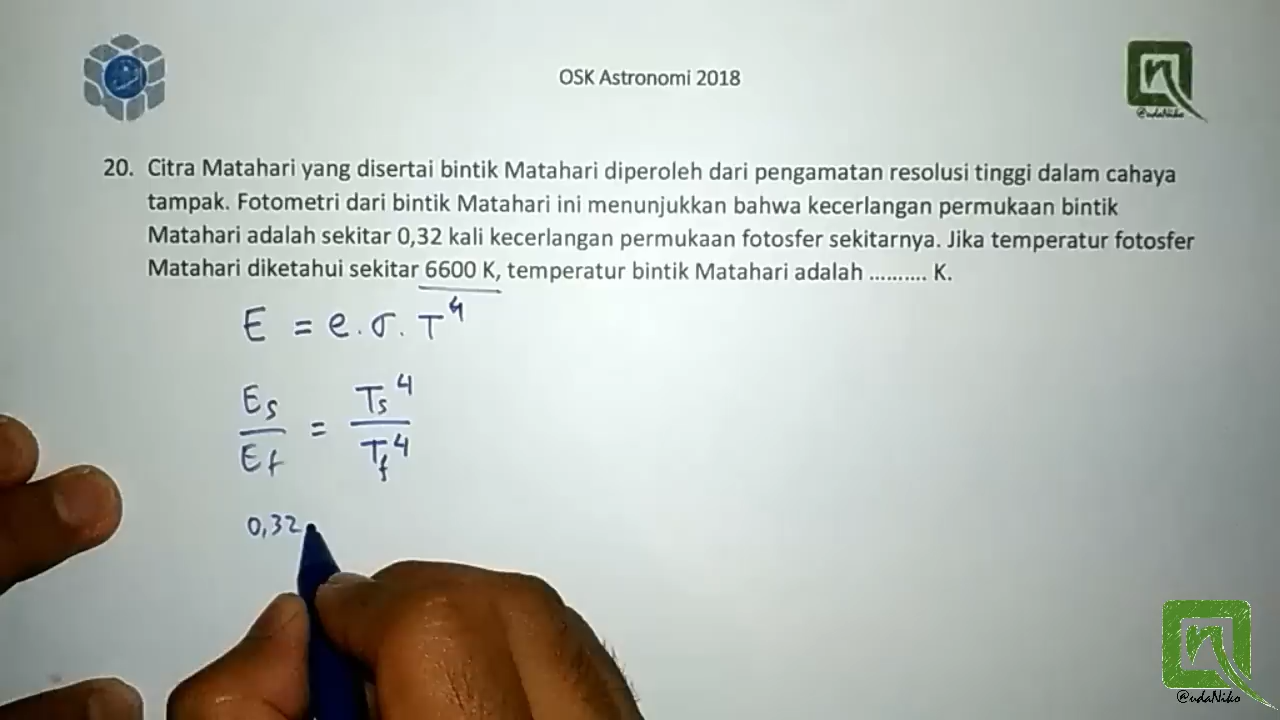 OSK Astronomi 2018
@udaNiko
20. Citra Matahari yang disertai bintik Matahari diperoleh dari pengamatan resolusi tinggi dalam cahaya
tampak. Fotometri dari bintik Matahari ini menunjukkan bahwa kecerlangan permukaan bintik
Matahari adalah sekitar 0,32 kali kecerlangan permukaan fotosfer sekitarnya. Jika temperatur fotosfer
Matahari diketahui sekitar 6600 K, temperatur bintik Matahari adalah .......... K.
E = e.σ.T⁴
Es/Ef = Ts⁴/Tf⁴
0,32
@udaNiko